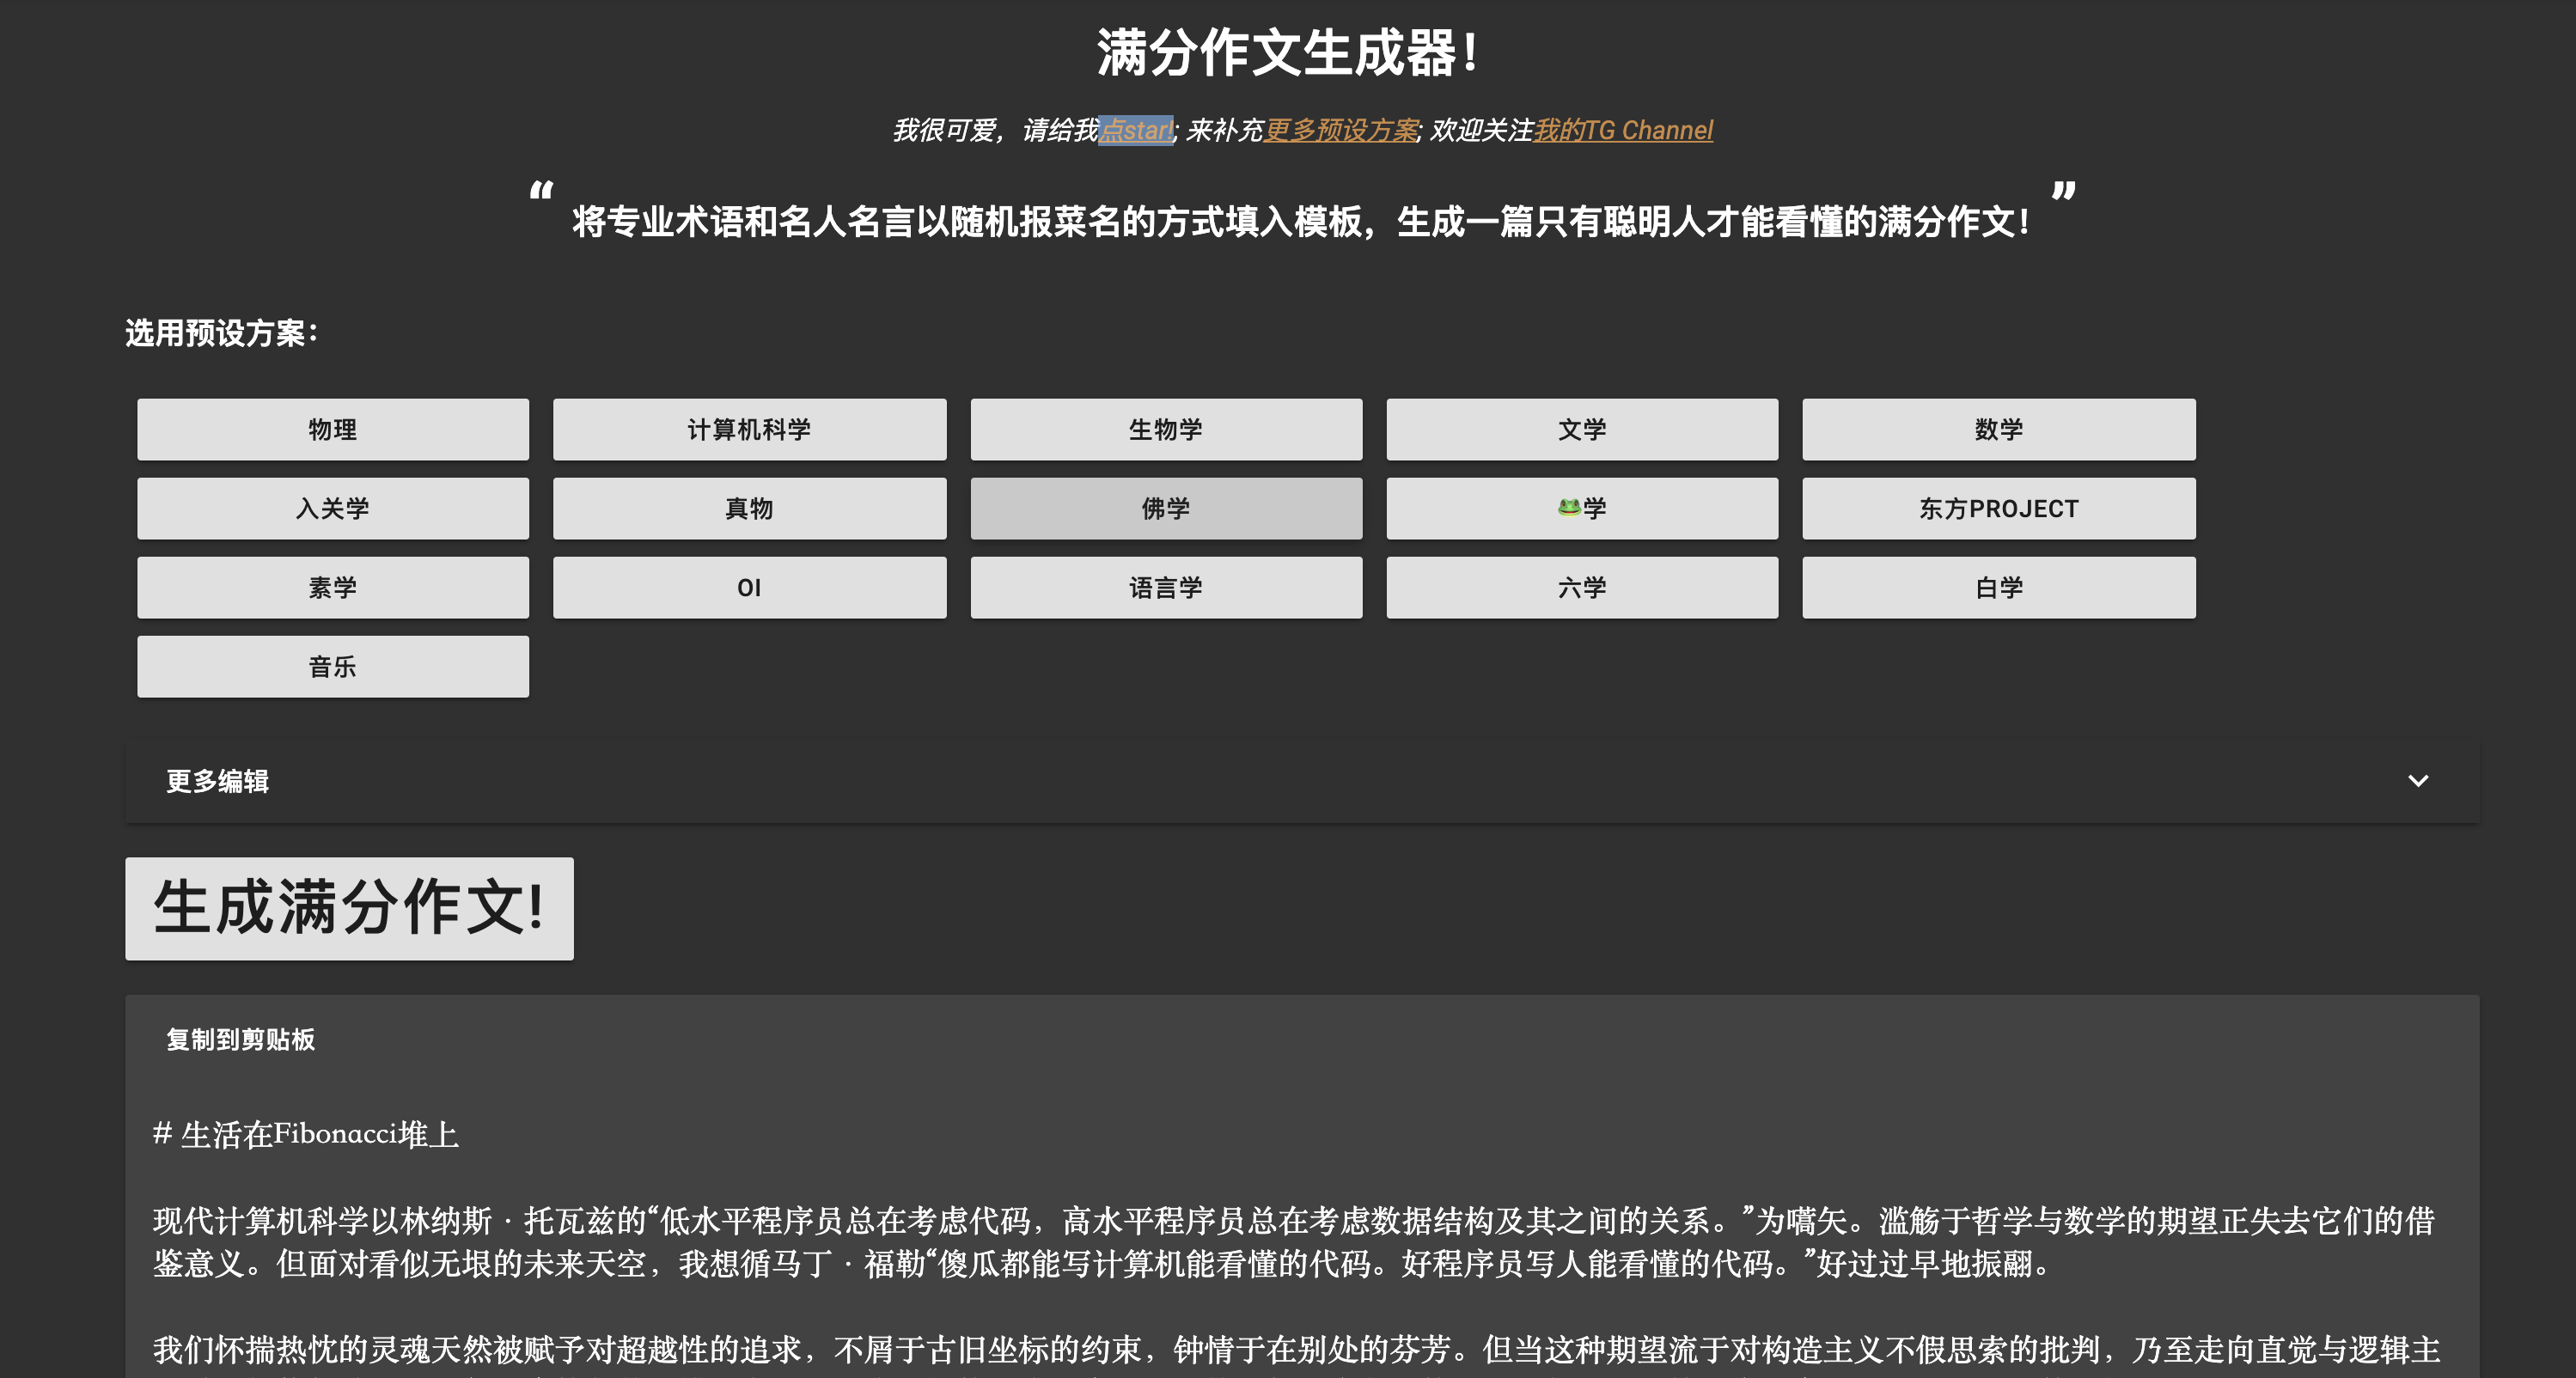 满分作文生成器！
我很可爱，请给我点star!; 来补充更多预设方案; 欢迎关注我的TG Channel
“ 将专业术语和名人名言以随机报菜名的方式填入模板，生成一篇只有聪明人才能看懂的满分作文！ ”
选用预设方案：
物理 计算机科学 生物学 文学 数学
入关学 真物 佛学 🐸学 东方PROJECT
素学 OI 语言学 六学 白学
音乐
更多编辑
生成满分作文!
复制到剪贴板
# 生活在Fibonacci堆上
现代计算机科学以林纳斯 · 托瓦兹的“低水平程序员总在考虑代码，高水平程序员总在考虑数据结构及其之间的关系。”为嚆矢。滥觞于哲学与数学的期望正失去它们的借
鉴意义。但面对看似无垠的未来天空，我想循马丁 · 福勒“傻瓜都能写计算机能看懂的代码。好程序员写人能看懂的代码。”好过过早地振翮。
我们怀揣热忱的灵魂天然被赋予对超越性的追求，不屑于古旧坐标的约束，钟情于在别处的芬芳。但当这种期望流于对构造主义不假思索的批判，乃至走向直觉与逻辑主